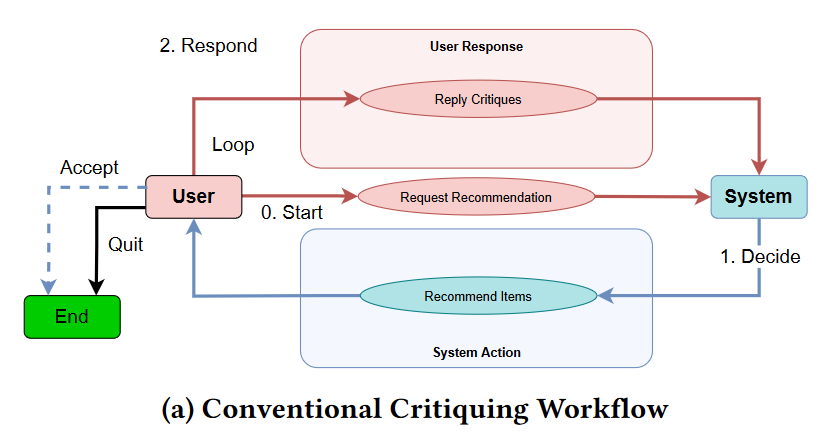 2. Respond
User Response
Reply Critiques
Loop
Accept
User
0. Start
Request Recommendation
System
Quit
1. Decide
End
Recommend Items
System Action
(a) Conventional Critiquing Workflow